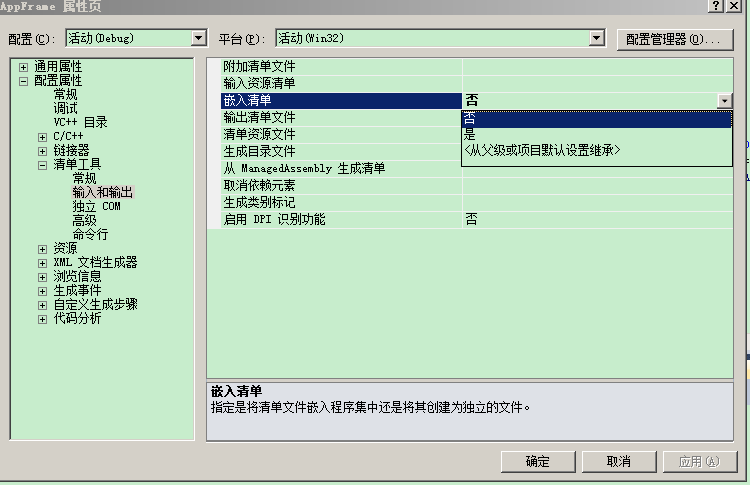 AppFrame 属性页
配置(C): 活动(Debug) 平台(P): 活动(Win32) 配置管理器(O)...
通用属性
配置属性
常规
调试
VC++ 目录
C/C++
链接器
清单工具
常规
输入和输出
独立 COM
高级
命令行
资源
XML 文档生成器
浏览信息
生成事件
自定义生成步骤
代码分析
附加清单文件
输入资源清单
嵌入清单 否
输出清单文件
清单资源文件
生成目录文件
从 ManagedAssembly 生成清单
取消依赖元素
生成类别标记
启用 DPI 识别功能 否
否
是
<从父级或项目默认设置继承>
嵌入清单
指定是将清单文件嵌入程序集中还是将其创建为独立的文件。
确定 取消 应用(A)